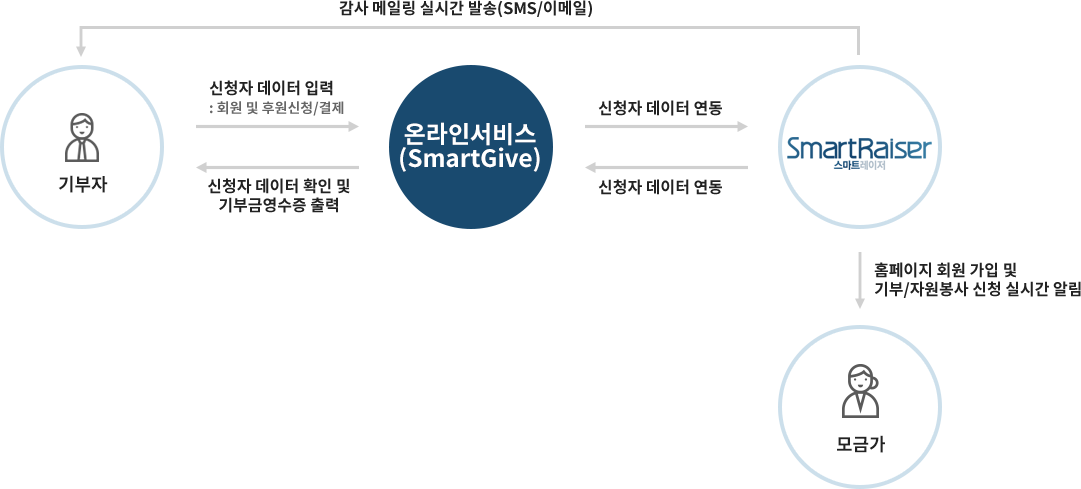 감사 메일링 실시간 발송(SMS/이메일)
신청자 데이터 입력
: 회원 및 후원신청/결제
신청자 데이터 확인 및
기부금영수증 출력
기부자
온라인서비스
(SmartGive)
신청자 데이터 연동
신청자 데이터 연동
SmartRaiser
스마트레이저
홈페이지 회원 가입 및
기부/자원봉사 신청 실시간 알림
모금가